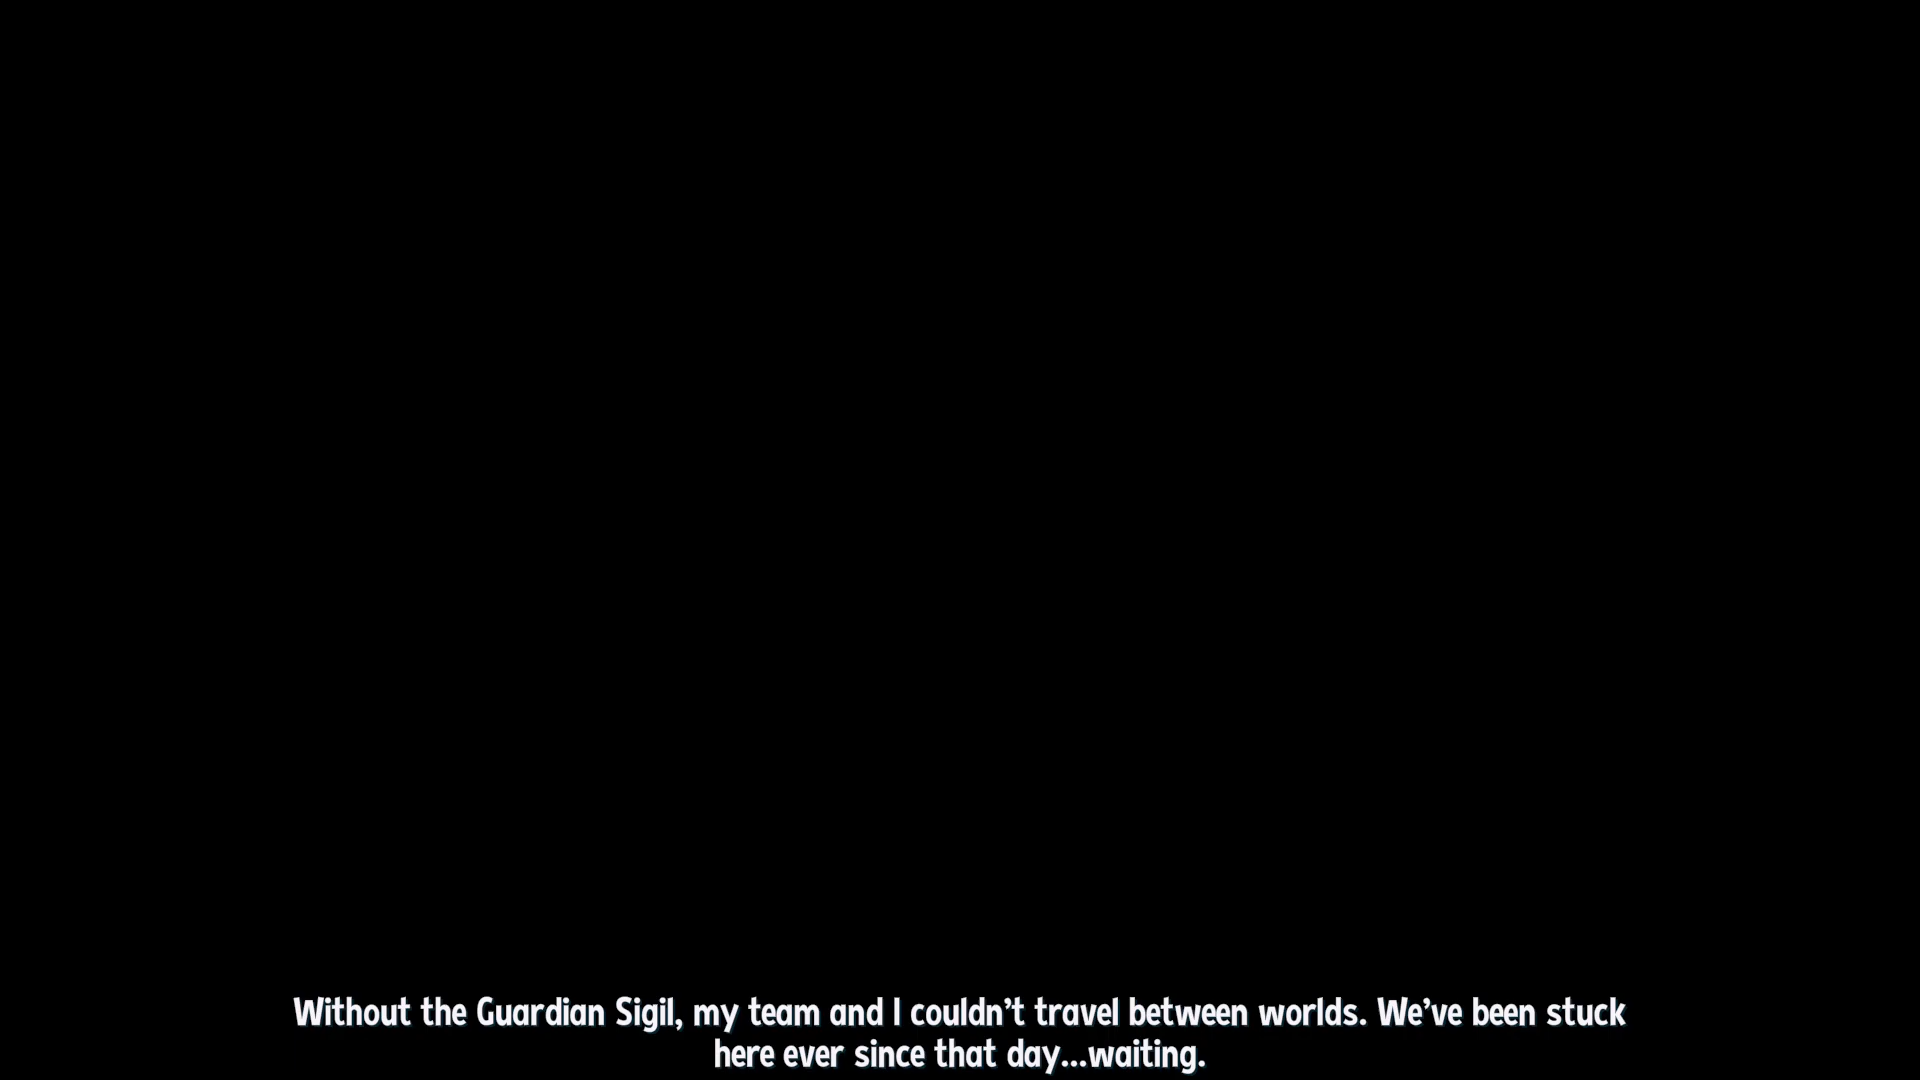 Without the Guardian Sigil, my team and I couldn’t travel between worlds. We’ve been stuck
here ever since that day...waiting.